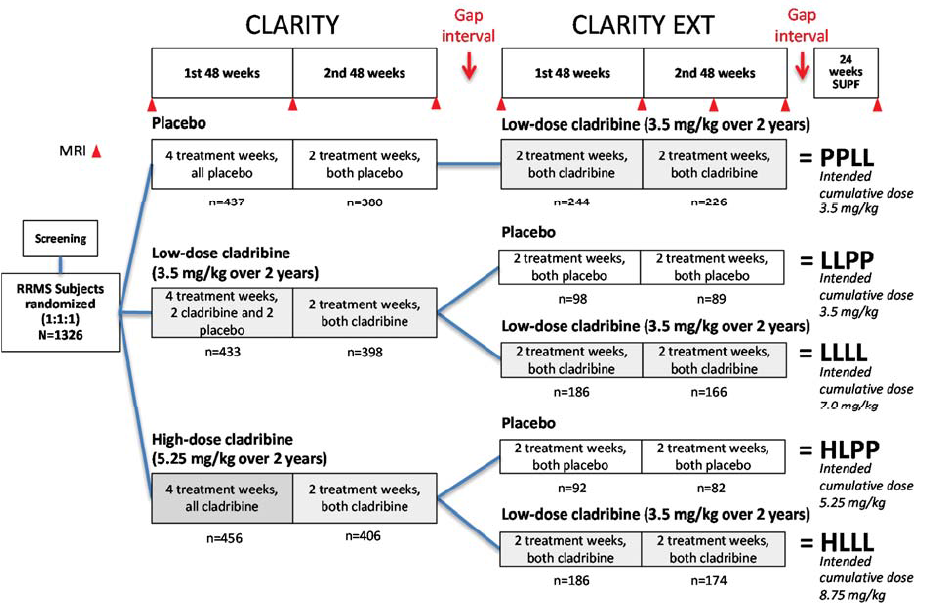 CLARITY
Gap
interval
CLARITY EXT
Gap
interval
1st 48 weeks
2nd 48 weeks
1st 48 weeks
2nd 48 weeks
24
weeks
SUPF
MRI
Placebo
4 treatment weeks,
all placebo
2 treatment weeks,
both placebo
n=437
n=380
Low-dose cladribine (3.5 mg/kg over 2 years)
2 treatment weeks,
both cladribine
2 treatment weeks,
both cladribine
n=244
n=226
= PPLL
Intended
cumulative dose
3.5 mg/kg
Screening
RRMS Subjects
randomized
(1:1:1)
N=1326
Low-dose cladribine
(3.5 mg/kg over 2 years)
4 treatment weeks,
2 cladribine and 2
placebo
2 treatment weeks,
both cladribine
n=433
n=398
Placebo
2 treatment weeks,
both placebo
2 treatment weeks,
both placebo
n=98
n=89
= LLPP
Intended
cumulative dose
3.5 mg/kg
Low-dose cladribine (3.5 mg/kg over 2 years)
2 treatment weeks,
both cladribine
2 treatment weeks,
both cladribine
n=186
n=166
= LLLL
Intended
cumulative dose
7.0 mg/kg
High-dose cladribine
(5.25 mg/kg over 2 years)
4 treatment weeks,
all cladribine
2 treatment weeks,
both cladribine
n=456
n=406
Placebo
2 treatment weeks,
both placebo
2 treatment weeks,
both placebo
n=92
n=82
= HLPP
Intended
cumulative dose
5.25 mg/kg
Low-dose cladribine (3.5 mg/kg over 2 years)
2 treatment weeks,
both cladribine
2 treatment weeks,
both cladribine
n=186
n=174
= HLLL
Intended
cumulative dose
8.75 mg/kg